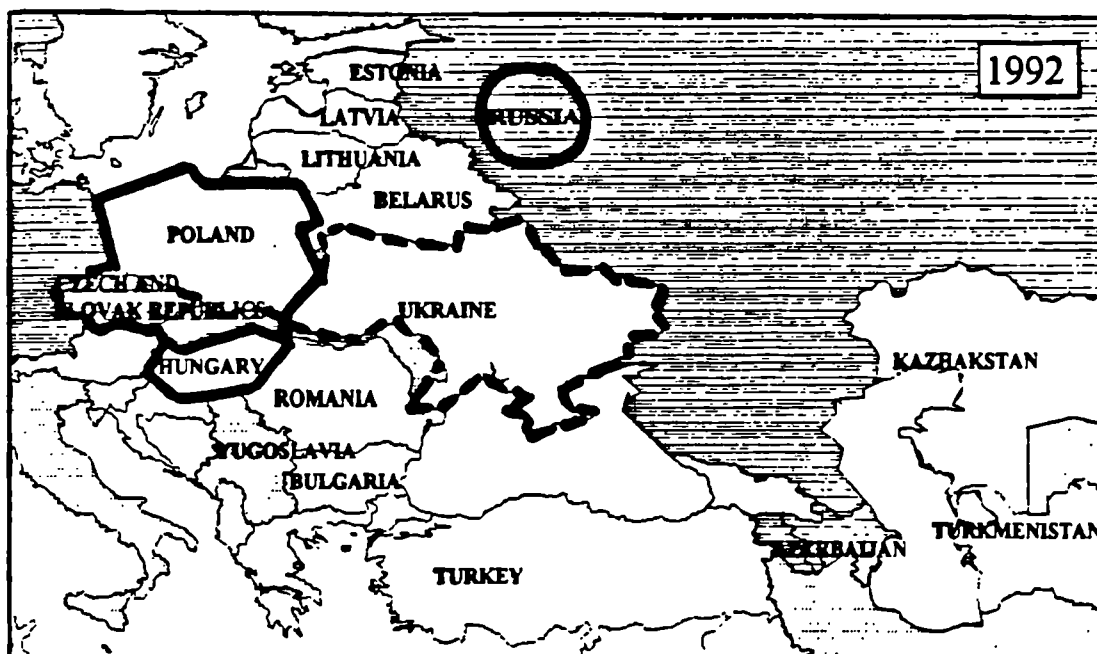 1992
ESTONIA
RUSSIA
LATVIA
LITHUANIA
BELARUS
POLAND
CZECH AND
SLOVAK REPUBLICS
UKRAINE
HUNGARY
KAZHAKSTAN
ROMANIA
YUGOSLAVIA
BULGARIA
TURKMENISTAN
AZERBAIJAN
TURKEY